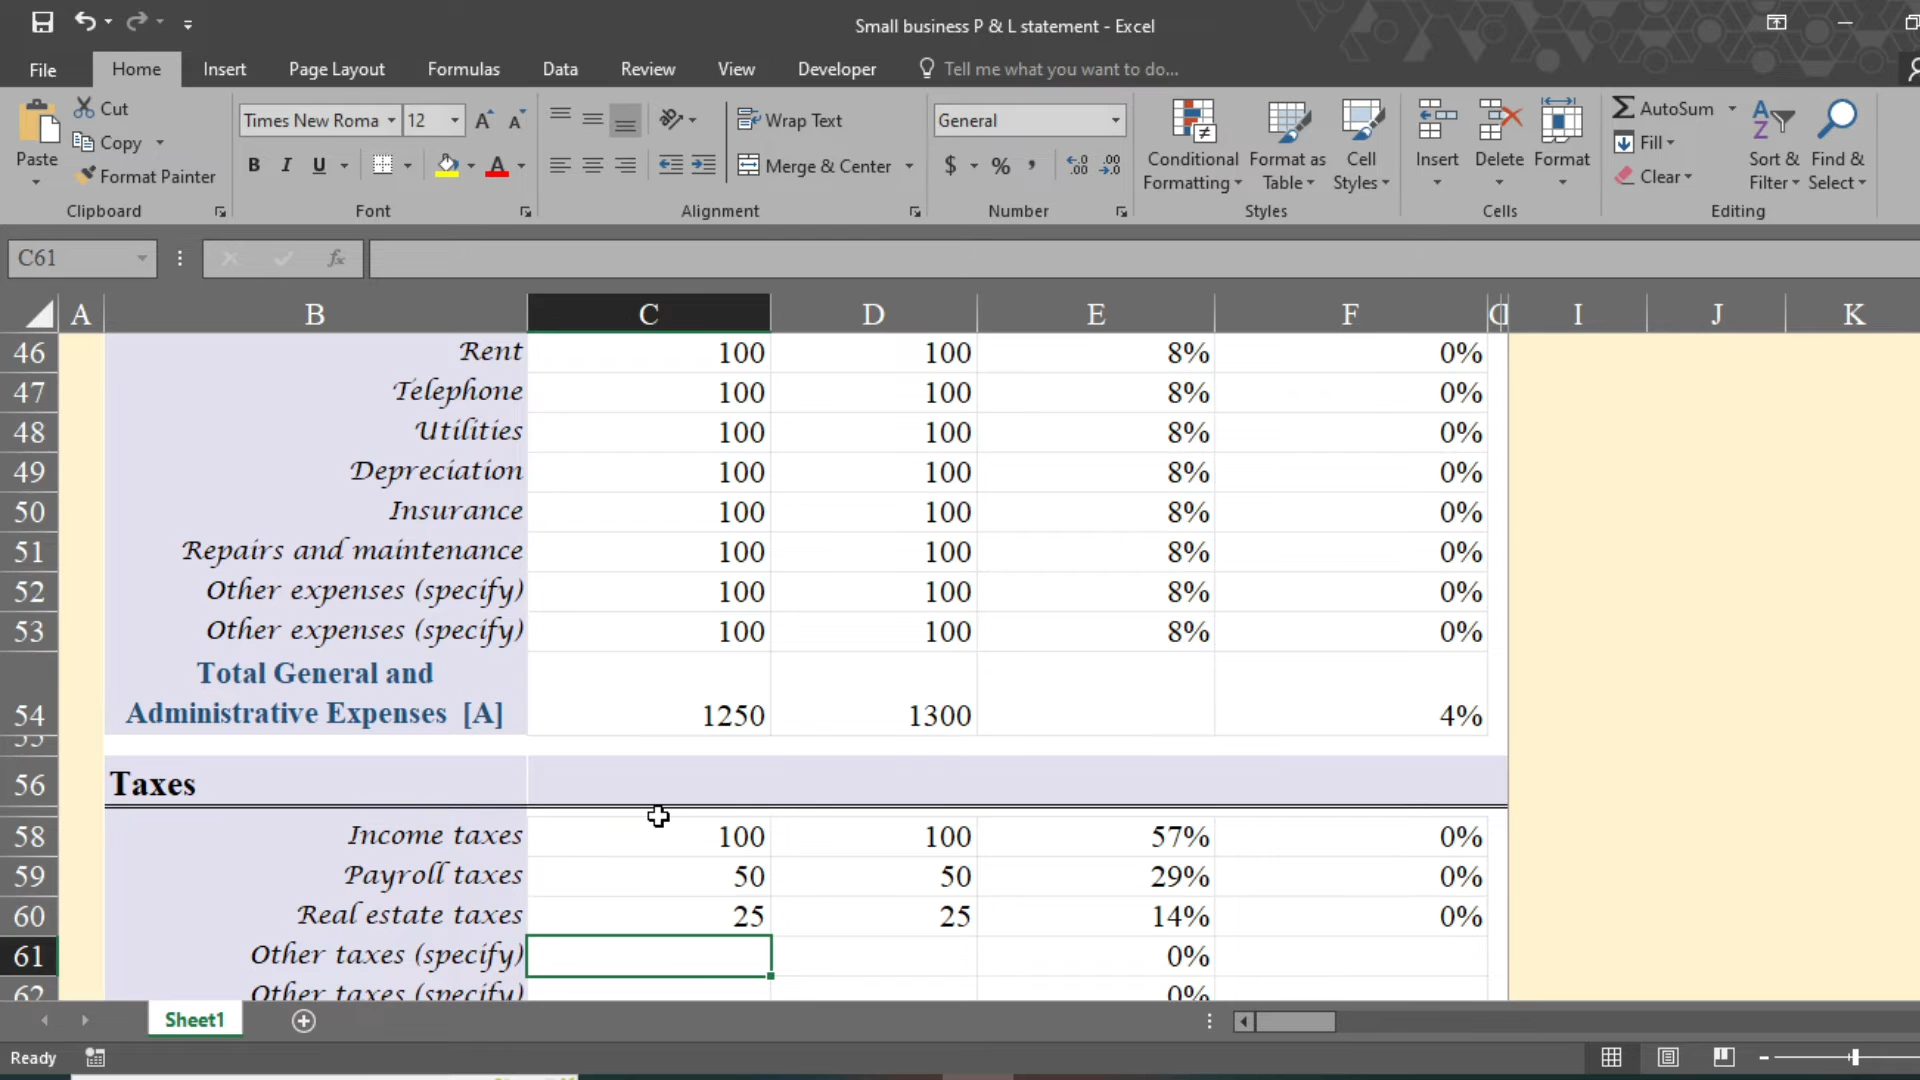 Small business P & L statement - Excel
File Home Insert Page Layout Formulas Data Review View Developer Tell me what you want to do...
Paste
Cut
Copy
Format Painter
Clipboard
Times New Roma 12
B I U A
Font
Wrap Text
Merge & Center
Alignment
General
$ % ,
Number
Conditional Formatting
Format as Table
Cell Styles
Styles
Insert Delete Format
Cells
AutoSum
Fill
Clear
Sort & Filter
Find & Select
Editing
C61 fx
A B C D E F I J K
46 Rent 100 100 8% 0%
47 Telephone 100 100 8% 0%
48 Utilities 100 100 8% 0%
49 Depreciation 100 100 8% 0%
50 Insurance 100 100 8% 0%
51 Repairs and maintenance 100 100 8% 0%
52 Other expenses (specify) 100 100 8% 0%
53 Other expenses (specify) 100 100 8% 0%
Total General and
54 Administrative Expenses [A] 1250 1300 4%
55
56 Taxes
58 Income taxes 100 100 57% 0%
59 Payroll taxes 50 50 29% 0%
60 Real estate taxes 25 25 14% 0%
61 Other taxes (specify) 0%
62 Other taxes (specify) 0%
Sheet1
Ready